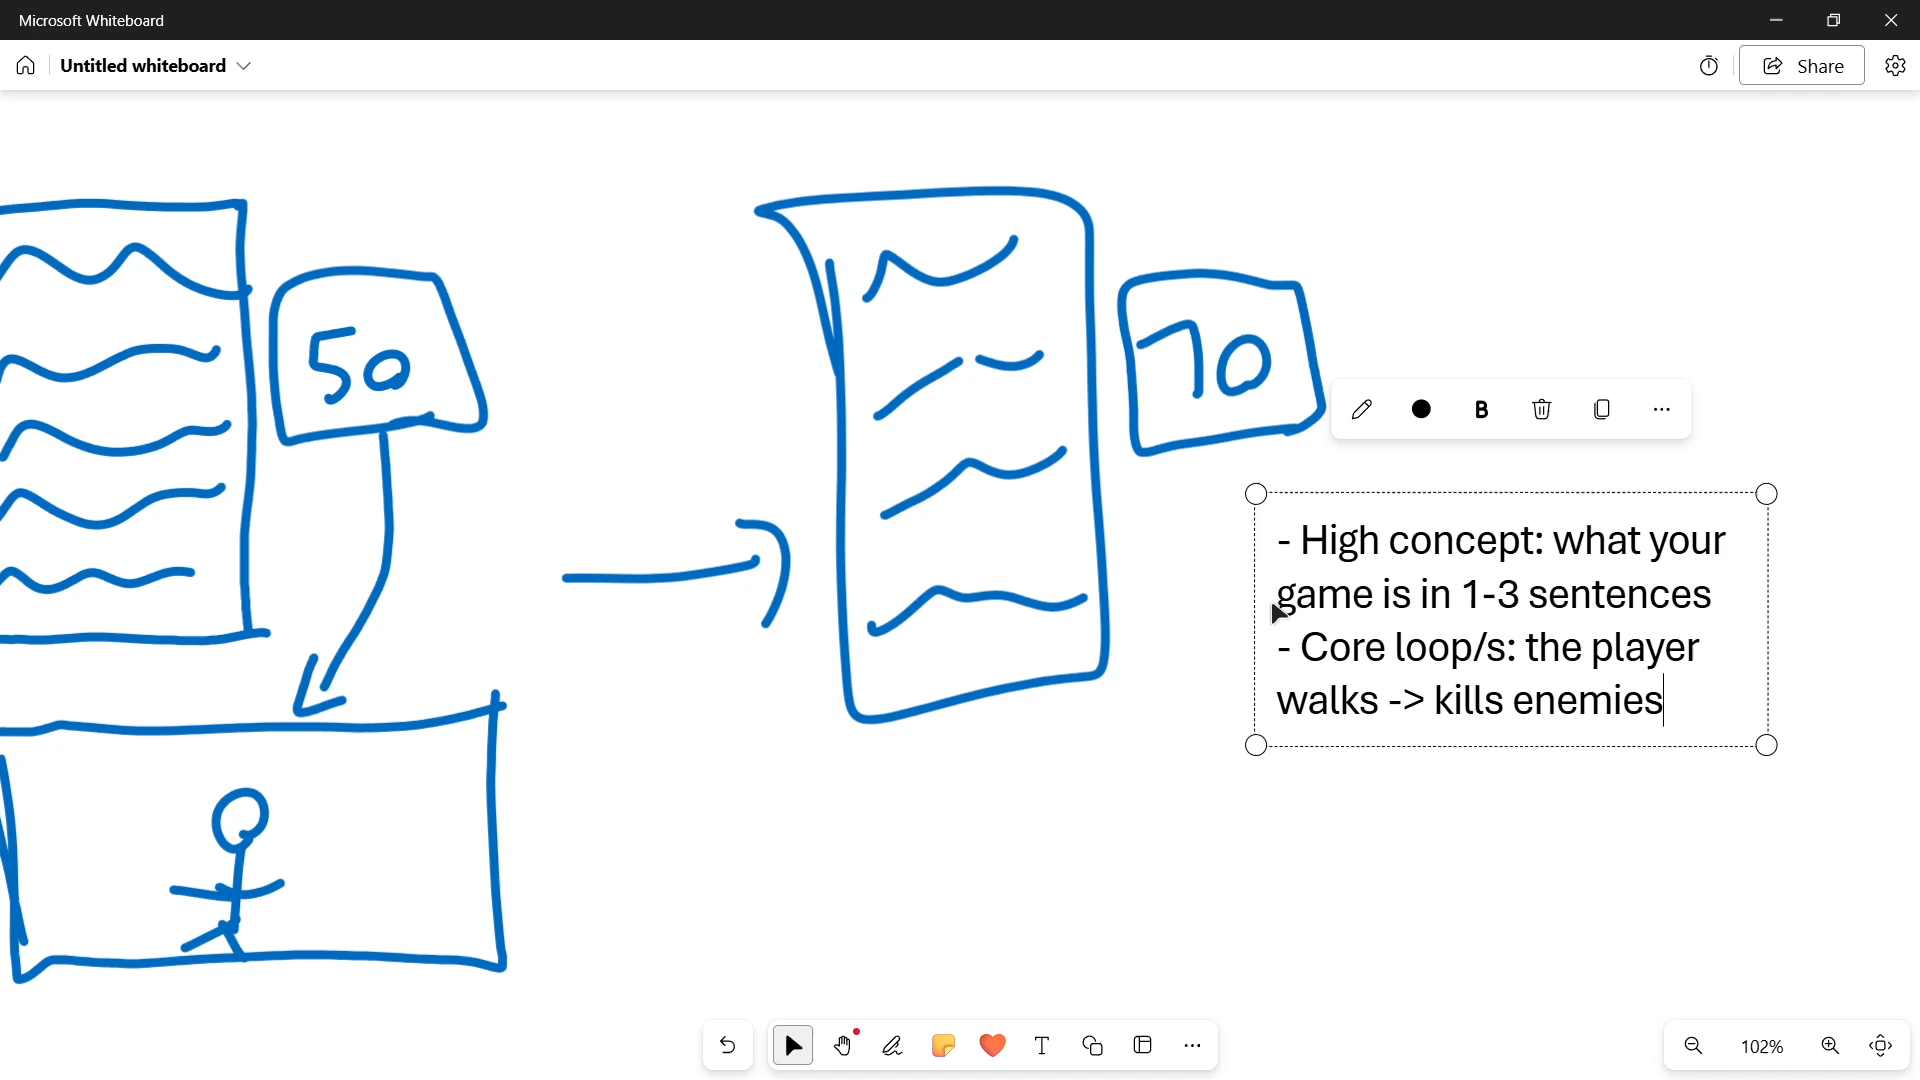 Microsoft Whiteboard
Untitled whiteboard
Share
50
70
B
- High concept: what your
game is in 1-3 sentences
- Core loop/s: the player
walks -> kills enemies
T
102%